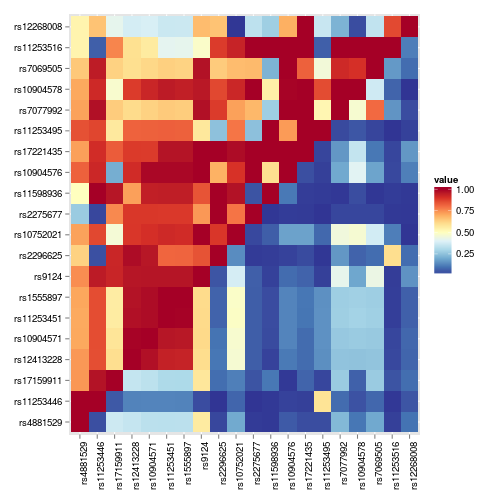 rs12268008
rs11253516
rs7069505
rs10904578
rs7077992
rs11253495
rs17221435
rs10904576
rs11598936
rs2275677
rs10752021
rs2296625
rs9124
rs1555897
rs11253451
rs10904571
rs12413228
rs17159911
rs11253446
rs4881529
value
1.00
0.75
0.50
0.25
rs4881529
rs11253446
rs17159911
rs12413228
rs10904571
rs11253451
rs1555897
rs9124
rs2296625
rs10752021
rs2275677
rs11598936
rs10904576
rs17221435
rs11253495
rs7077992
rs10904578
rs7069505
rs11253516
rs12268008